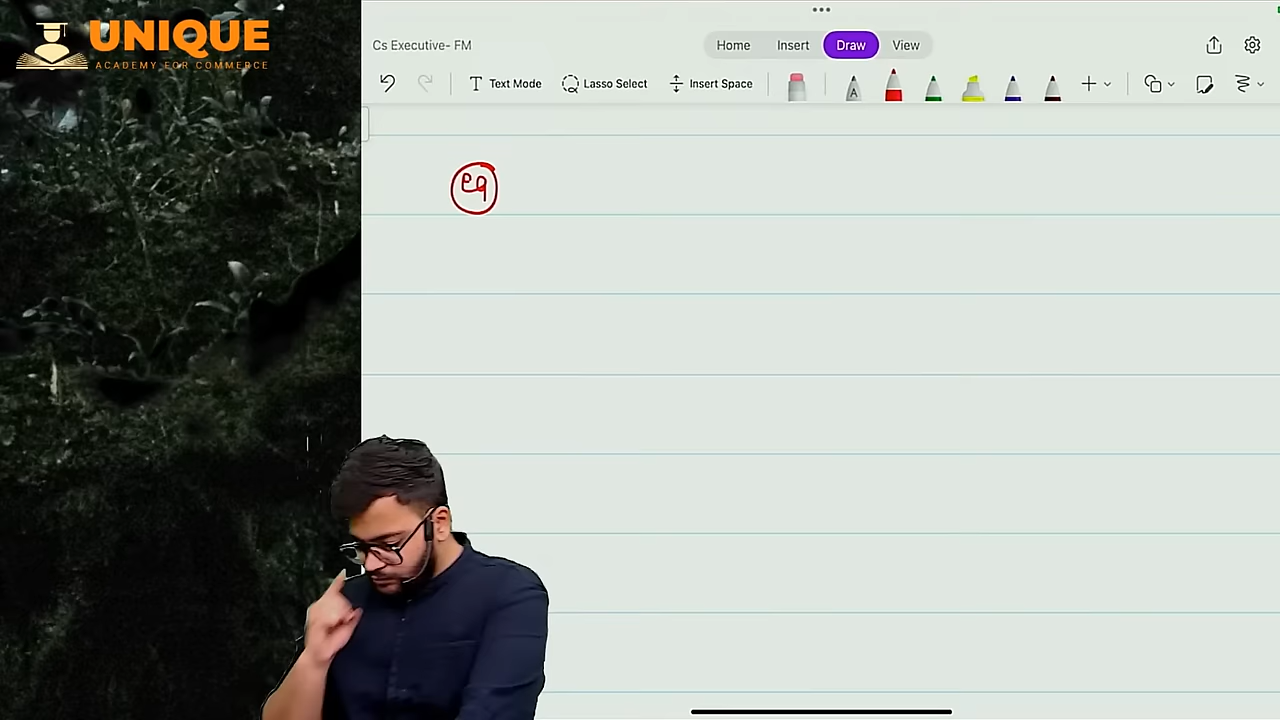 UNIQUE
ACADEMY FOR COMMERCE
Cs Executive- FM
Home Insert Draw View
Text Mode Lasso Select Insert Space
A
eg